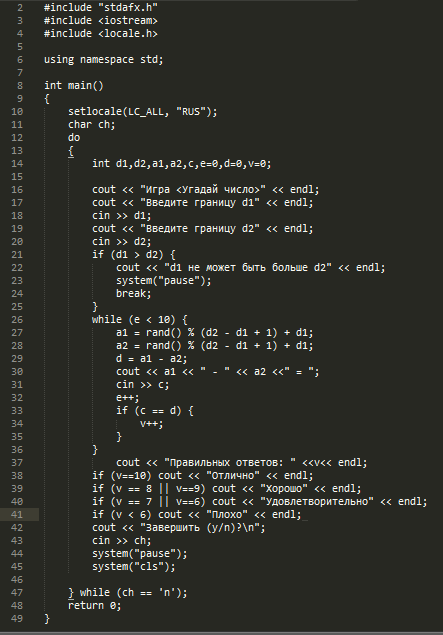 2 #include "stdafx.h"
3 #include <iostream>
4 #include <locale.h>
5
6 using namespace std;
7
8 int main()
9 {
10 setlocale(LC_ALL, "RUS");
11 char ch;
12 do
13 {
14 int d1,d2,a1,a2,c,e=0,d=0,v=0;
15
16 cout << "Игра <Угадай число>" << endl;
17 cout << "Введите границу d1" << endl;
18 cin >> d1;
19 cout << "Введите границу d2" << endl;
20 cin >> d2;
21 if (d1 > d2) {
22 cout << "d1 не может быть больше d2" << endl;
23 system("pause");
24 break;
25 }
26 while (e < 10) {
27 a1 = rand() % (d2 - d1 + 1) + d1;
28 a2 = rand() % (d2 - d1 + 1) + d1;
29 d = a1 - a2;
30 cout << a1 << " - " << a2 <<" = ";
31 cin >> c;
32 e++;
33 if (c == d) {
34 v++;
35 }
36 }
37 cout << "Правильных ответов: " <<v<< endl;
38 if (v==10) cout << "Отлично" << endl;
39 if (v == 8 || v==9) cout << "Хорошо" << endl;
40 if (v == 7 || v==6) cout << "Удовлетворительно" << endl;
41 if (v < 6) cout << "Плохо" << endl;
42 cout << "Завершить (y/n)?\n";
43 cin >> ch;
44 system("pause");
45 system("cls");
46
47 } while (ch == 'n');
48 return 0;
49 }